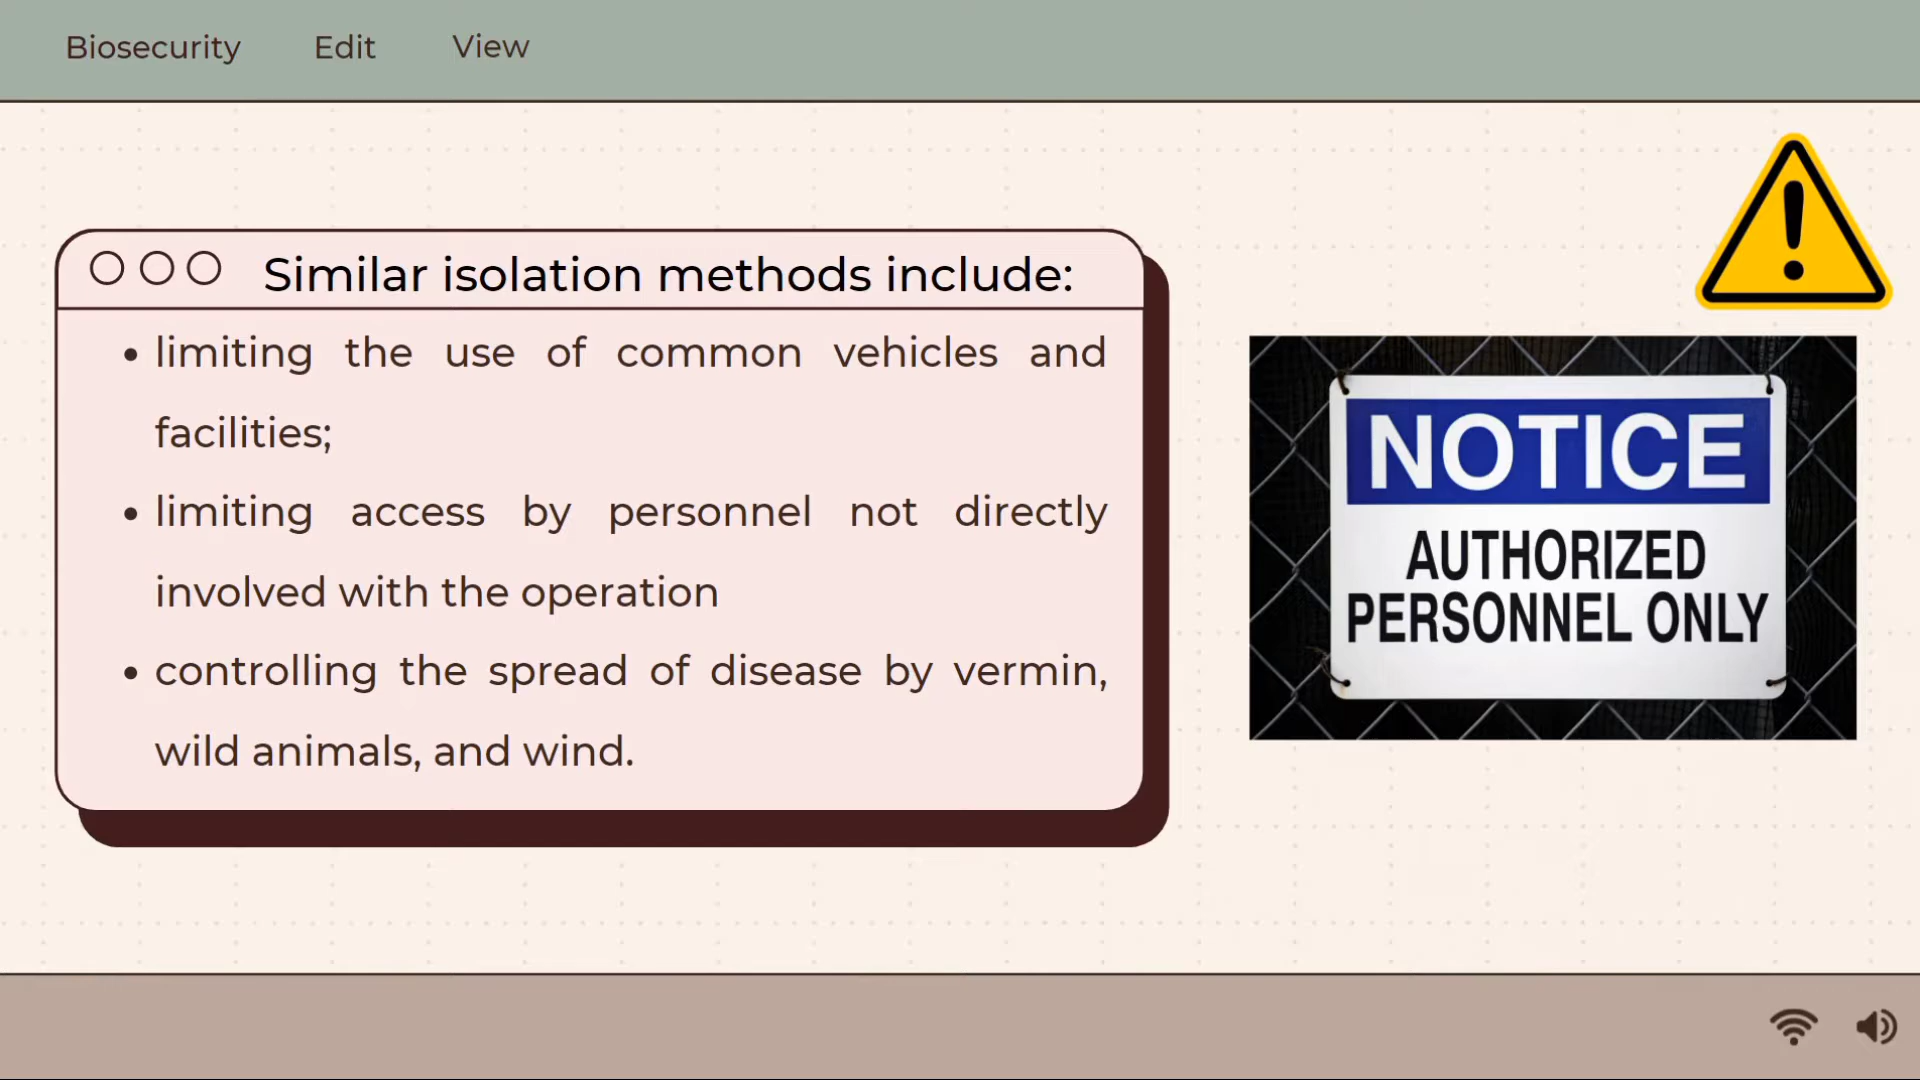 Biosecurity Edit View
Similar isolation methods include:
• limiting the use of common vehicles and
facilities;
• limiting access by personnel not directly
involved with the operation
• controlling the spread of disease by vermin,
wild animals, and wind.
NOTICE
AUTHORIZED
PERSONNEL ONLY